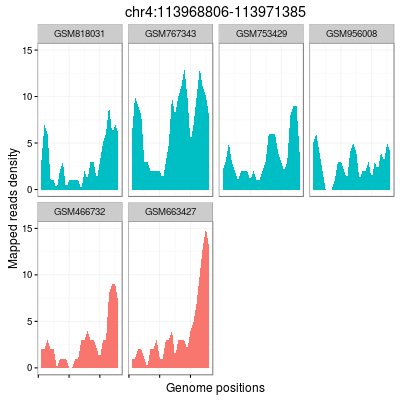 chr4:113968806-113971385
GSM818031 GSM767343 GSM753429 GSM956008
15
10
5
0
GSM466732 GSM663427
15
10
5
0
Mapped reads density
Genome positions